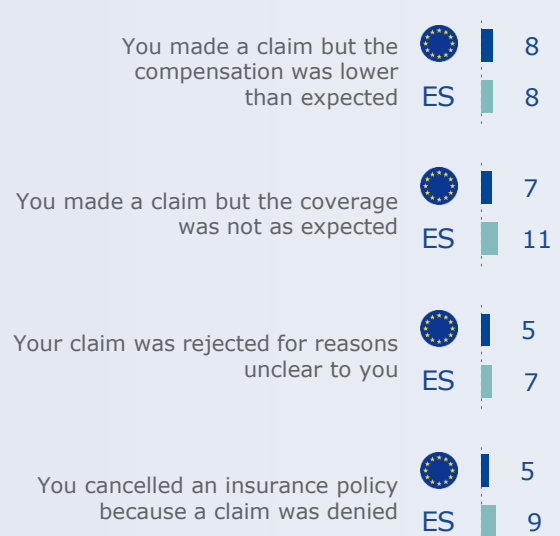 You made a claim but the
compensation was lower
than expected
8
ES 8
You made a claim but the coverage
was not as expected
7
ES 11
Your claim was rejected for reasons
unclear to you
5
ES 7
You cancelled an insurance policy
because a claim was denied
5
ES 9